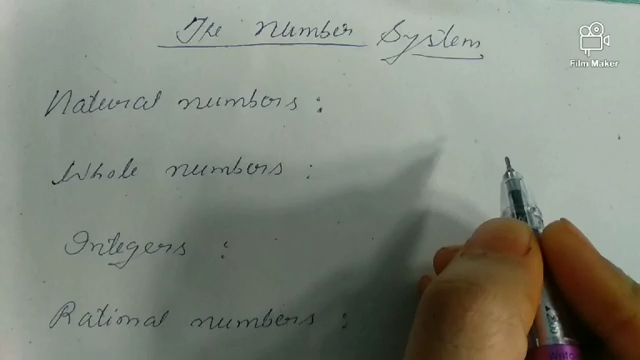 The Number System
Film Maker
Natural numbers :
Whole numbers :
Integers :
Rational numbers :